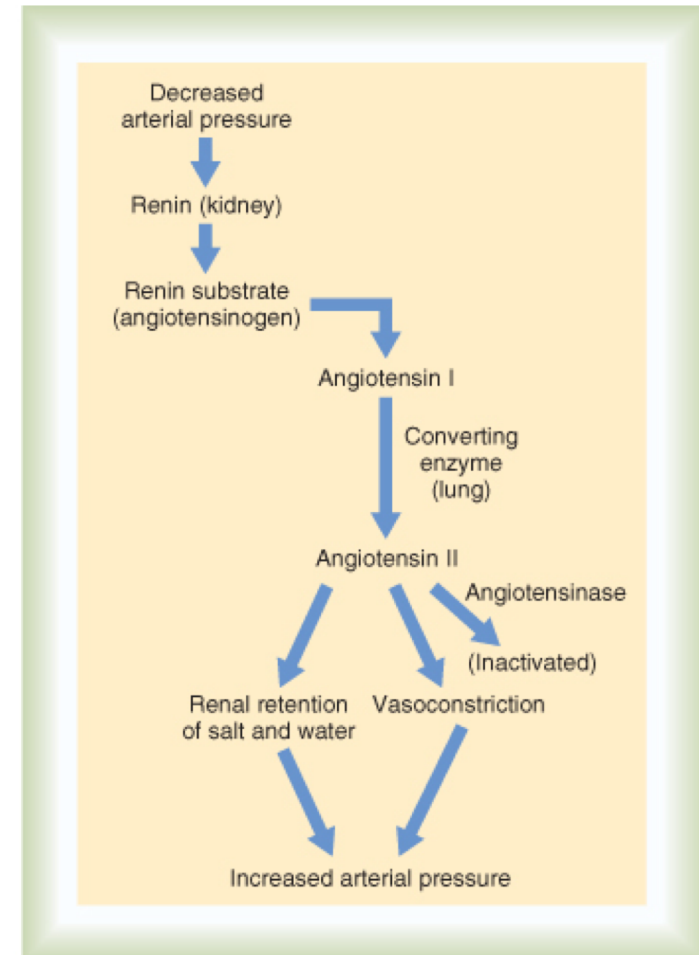 Decreased
arterial pressure
Renin (kidney)
Renin substrate
(angiotensinogen)
Angiotensin I
Converting
enzyme
(lung)
Angiotensin II
Angiotensinase
(Inactivated)
Renal retention
of salt and water
Vasoconstriction
Increased arterial pressure